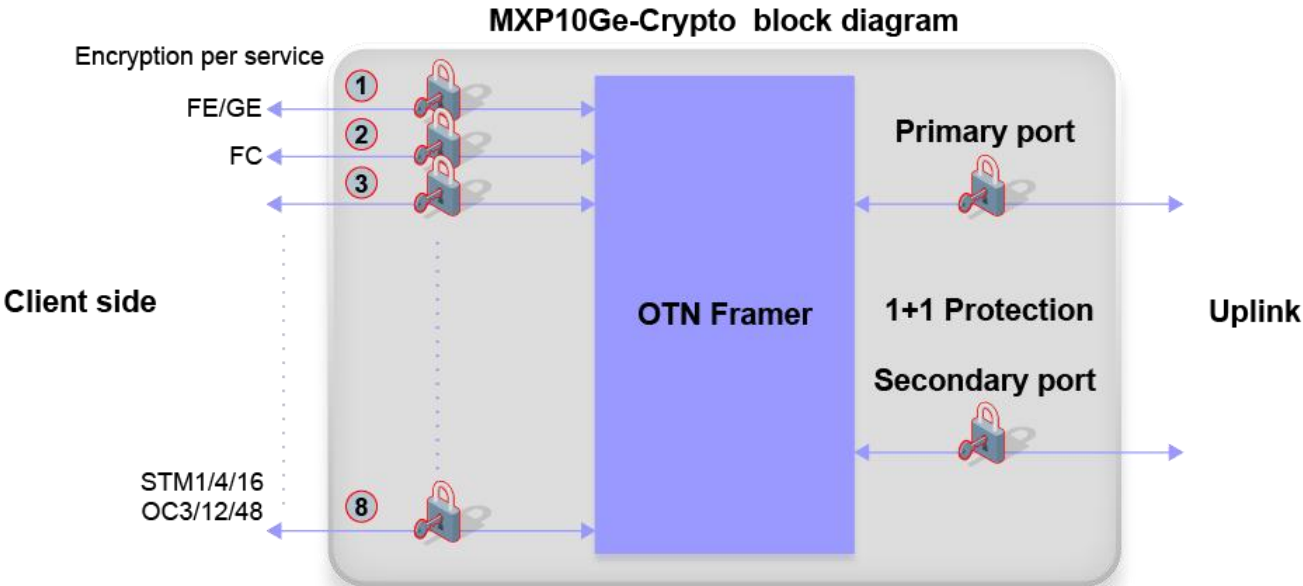 MXP10Ge-Crypto block diagram
Encryption per service
1
FE/GE
2
FC
3
Primary port
Client side
OTN Framer
1+1 Protection
Uplink
Secondary port
STM1/4/16
OC3/12/48
8